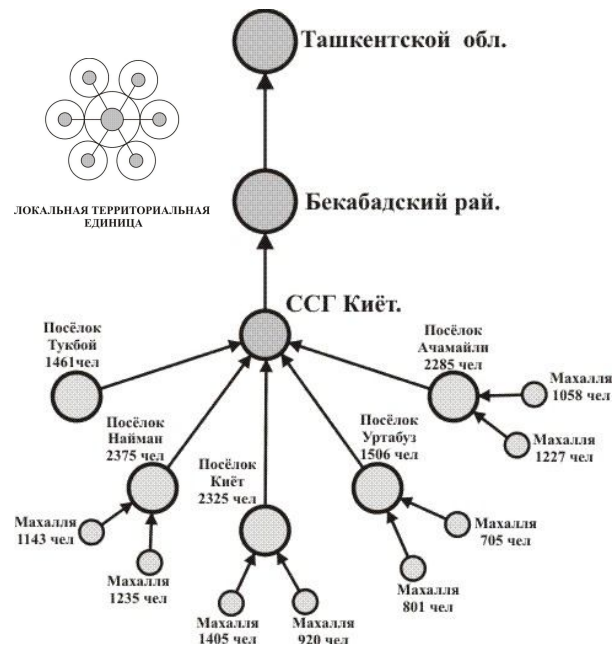 Ташкентской обл.
ЛОКАЛЬНАЯ ТЕРРИТОРИАЛЬНАЯ
ЕДИНИЦА
Бекабадский рай.
ССГ Киёт.
Посёлок
Тукбой
1461чел
Посёлок
Ачамайли
2285 чел
Махалля
1058 чел
Махалля
1227 чел
Посёлок
Найман
2375 чел
Посёлок
Киёт
2325 чел
Посёлок
Уртабуз
1506 чел
Махалля
1143 чел
Махалля
1235 чел
Махалля
1405 чел
Махалля
920 чел
Махалля
801 чел
Махалля
705 чел